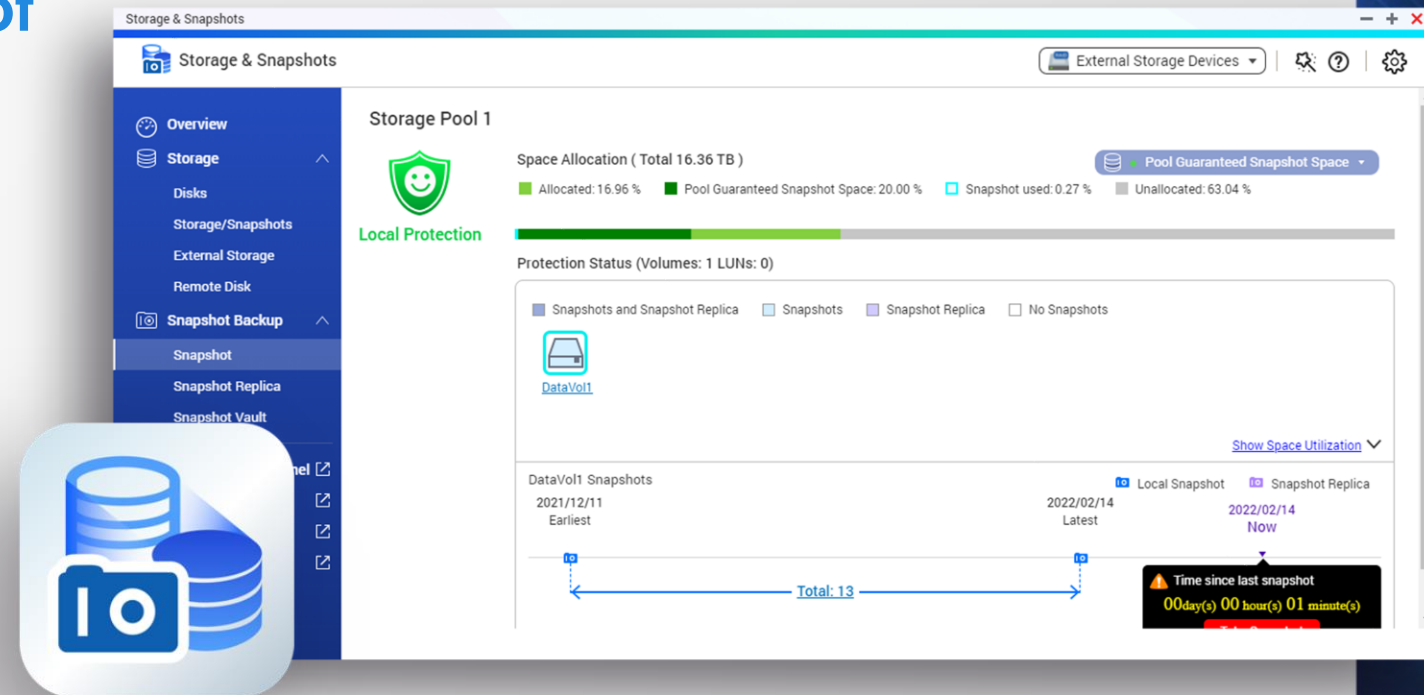 Storage & Snapshots
Storage & Snapshots
External Storage Devices
Overview
Storage
Disks
Storage/Snapshots
External Storage
Remote Disk
Snapshot Backup
Snapshot
Snapshot Replica
Snapshot Vault
Storage Pool 1
Local Protection
Space Allocation ( Total 16.36 TB )
+ Pool Guaranteed Snapshot Space
Allocated: 16.96 % Pool Guaranteed Snapshot Space: 20.00 % Snapshot used: 0.27 % Unallocated: 63.04 %
Protection Status (Volumes: 1 LUNs: 0)
Snapshots and Snapshot Replica Snapshots Snapshot Replica No Snapshots
DataVol1
Show Space Utilization
DataVol1 Snapshots
Local Snapshot Snapshot Replica
2021/12/11
Earliest
2022/02/14
Latest
2022/02/14
Now
Total: 13
Time since last snapshot
00day(s) 00 hour(s) 01 minute(s)